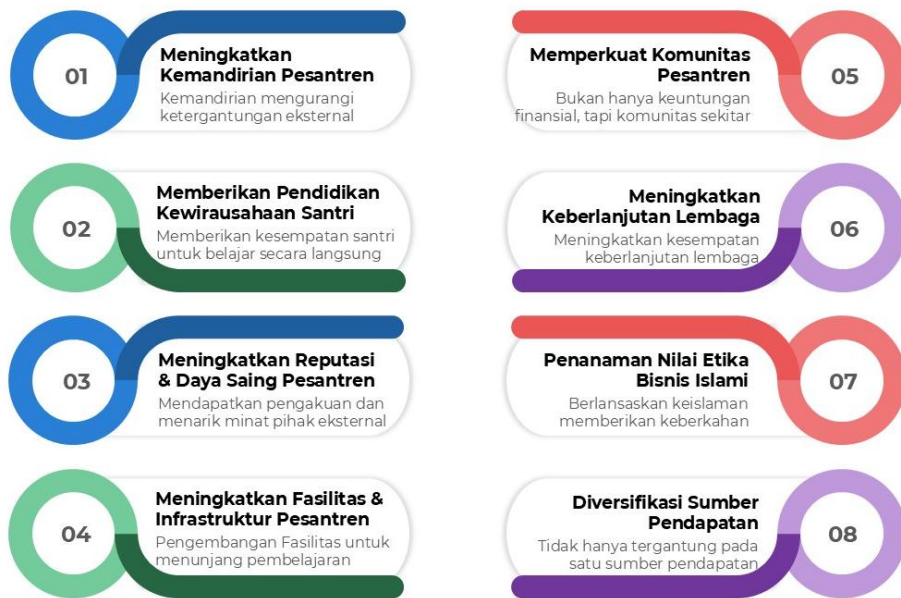 01
Meningkatkan
Kemandirian Pesantren
Kemandirian mengurangi
ketergantungan eksternal
02
Memberikan Pendidikan
Kewirausahaan Santri
Memberikan kesempatan santri
untuk belajar secara langsung
03
Meningkatkan Reputasi
& Daya Saing Pesantren
Mendapatkan pengakuan dan
menarik minat pihak eksternal
04
Meningkatkan Fasilitas &
Infrastruktur Pesantren
Pengembangan Fasilitas untuk
menunjang pembelajaran
Memperkuat Komunitas
Pesantren
05
Bukan hanya keuntungan
finansial, tapi komunitas sekitar
Meningkatkan
Keberlanjutan Lembaga
06
Meningkatkan kesempatan
keberlanjutan lembaga
Penanaman Nilai Etika
Bisnis Islami
07
Berlansaskan keislaman
memberikan keberkahan
Diversifikasi Sumber
Pendapatan
08
Tidak hanya tergantung pada
satu sumber pendapatan